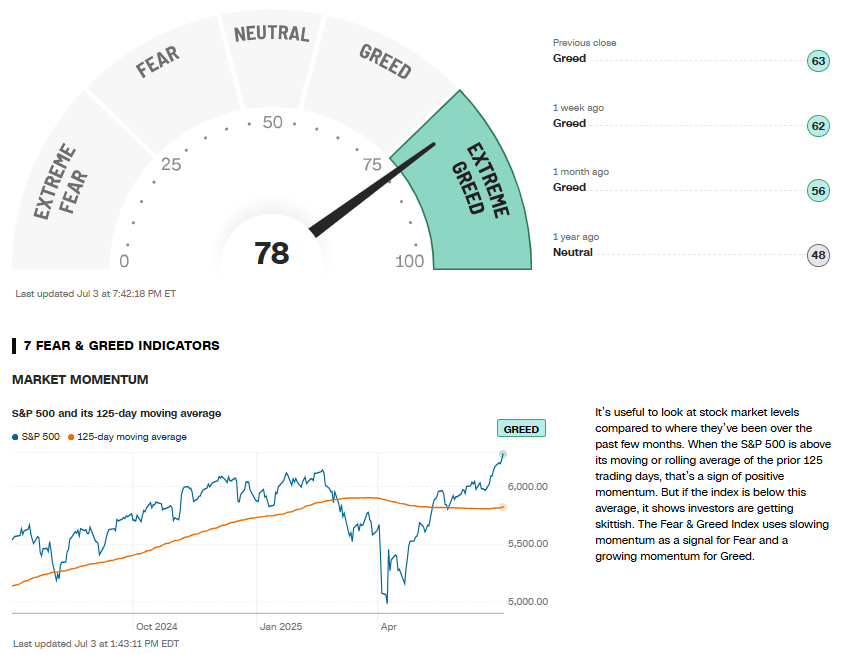 EXTREME
FEAR
FEAR
NEUTRAL
GREED
EXTREME
GREED
0
25
50
75
100
78
Last updated Jul 3 at 7:42:18 PM ET
Previous close
Greed
63
1 week ago
Greed
62
1 month ago
Greed
56
1 year ago
Neutral
48
7 FEAR & GREED INDICATORS
MARKET MOMENTUM
S&P 500 and its 125-day moving average
GREED
S&P 500
125-day moving average
6,000.00
5,500.00
5,000.00
Oct 2024
Jan 2025
Apr
Last updated Jul 3 at 1:43:11 PM EDT
It's useful to look at stock market levels
compared to where they've been over the
past few months. When the S&P 500 is above
its moving or rolling average of the prior 125
trading days, that's a sign of positive
momentum. But if the index is below this
average, it shows investors are getting
skittish. The Fear & Greed Index uses slowing
momentum as a signal for Fear and a
growing momentum for Greed.